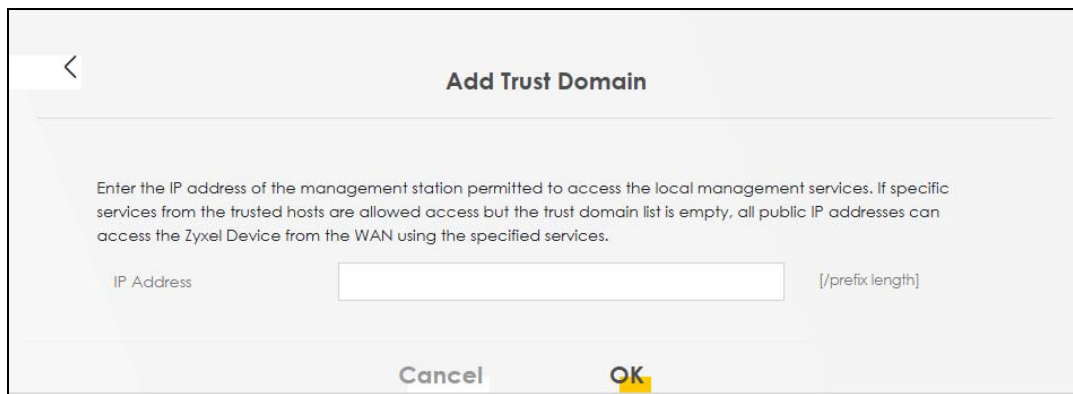 Add Trust Domain
Enter the IP address of the management station permitted to access the local management services. If specific
services from the trusted hosts are allowed access but the trust domain list is empty, all public IP addresses can
access the Zyxel Device from the WAN using the specified services.
IP Address [/prefix length]
Cancel OK